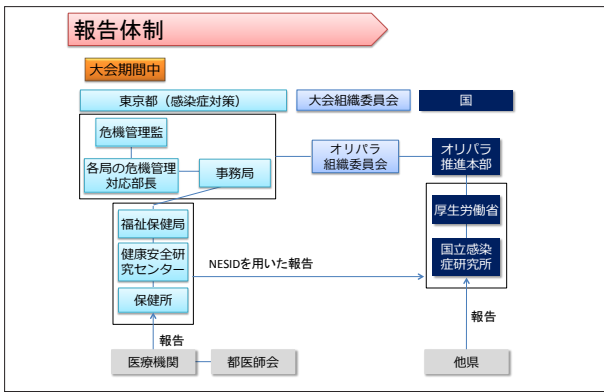 報告体制
大会期間中
東京都（感染症対策）
大会組織委員会
国
危機管理監
各局の危機管理
対応部長
事務局
オリパラ
組織委員会
オリパラ
推進本部
福祉保健局
健康安全研
究センター
保健所
NESIDを用いた報告
厚生労働省
国立感染
症研究所
報告
報告
医療機関
都医師会
他県